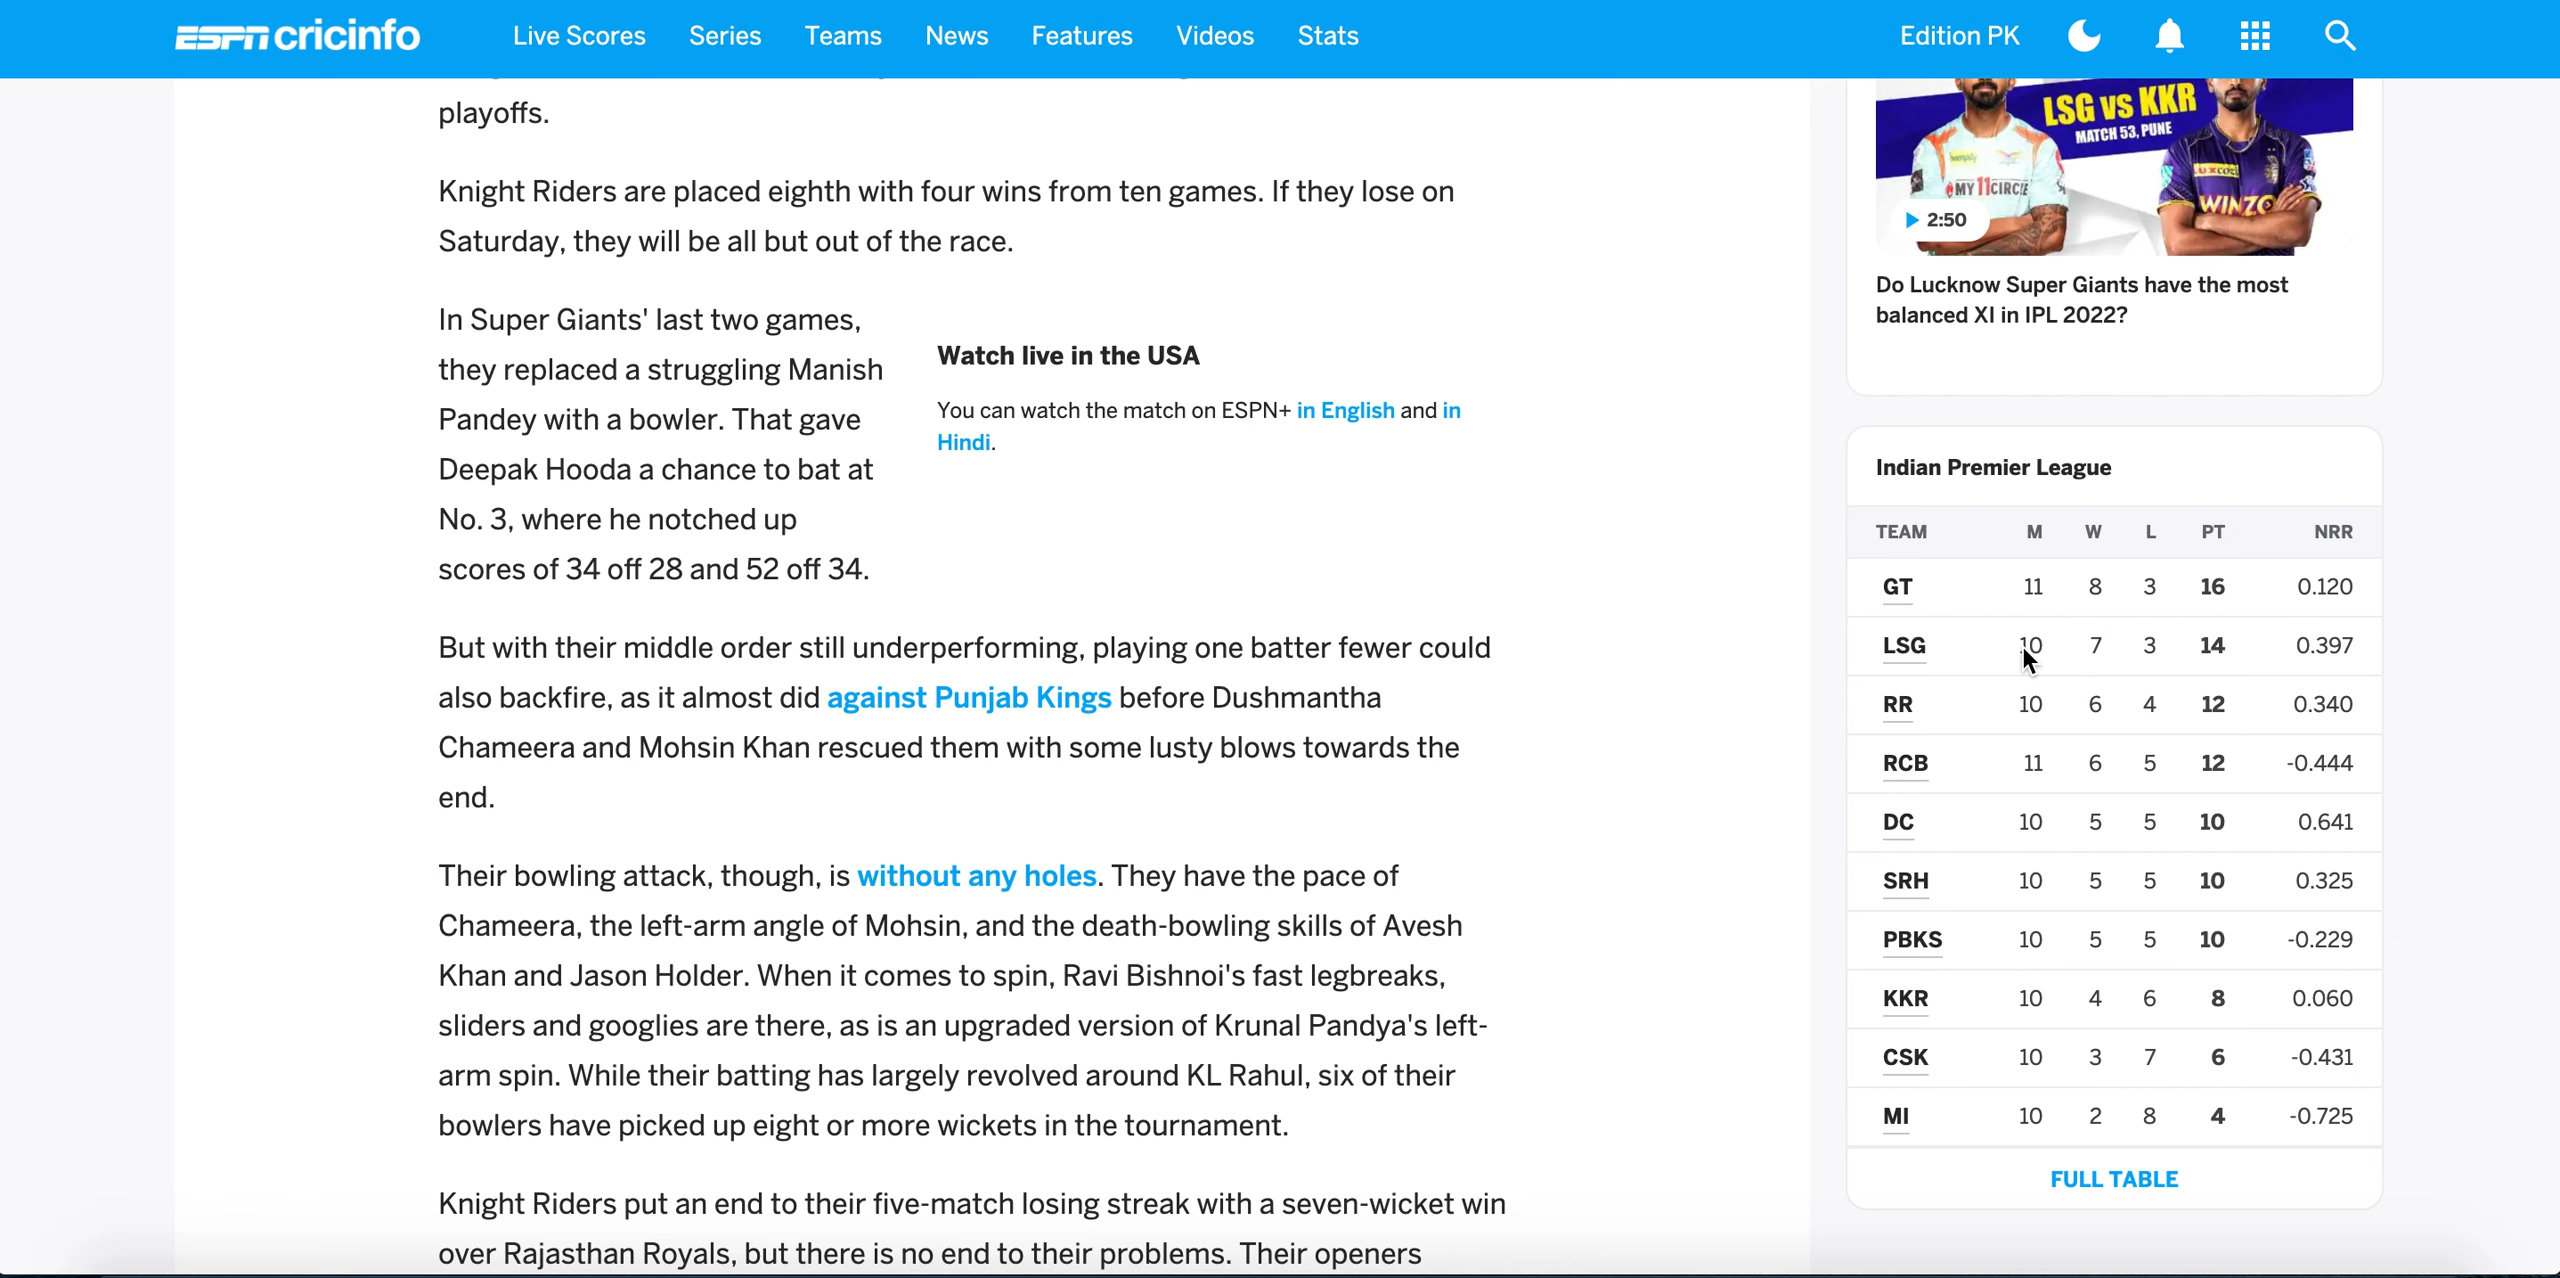 ESPN cricinfo Live Scores Series Teams News Features Videos Stats Edition PK
playoffs.
Knight Riders are placed eighth with four wins from ten games. If they lose on
Saturday, they will be all but out of the race.
In Super Giants' last two games,
they replaced a struggling Manish
Pandey with a bowler. That gave
Deepak Hooda a chance to bat at
No. 3, where he notched up
scores of 34 off 28 and 52 off 34.
Watch live in the USA
You can watch the match on ESPN+ in English and in
Hindi.
But with their middle order still underperforming, playing one batter fewer could
also backfire, as it almost did against Punjab Kings before Dushmantha
Chameera and Mohsin Khan rescued them with some lusty blows towards the
end.
Their bowling attack, though, is without any holes. They have the pace of
Chameera, the left-arm angle of Mohsin, and the death-bowling skills of Avesh
Khan and Jason Holder. When it comes to spin, Ravi Bishnoi's fast legbreaks,
sliders and googlies are there, as is an upgraded version of Krunal Pandya's left-
arm spin. While their batting has largely revolved around KL Rahul, six of their
bowlers have picked up eight or more wickets in the tournament.
Knight Riders put an end to their five-match losing streak with a seven-wicket win
over Rajasthan Royals, but there is no end to their problems. Their openers
LSG vs KKR
MATCH 53, PUNE
MY11CIRCLE
WINZO
2:50
Do Lucknow Super Giants have the most
balanced XI in IPL 2022?
Indian Premier League
TEAM M W L PT NRR
GT 11 8 3 16 0.120
LSG 10 7 3 14 0.397
RR 10 6 4 12 0.340
RCB 11 6 5 12 -0.444
DC 10 5 5 10 0.641
SRH 10 5 5 10 0.325
PBKS 10 5 5 10 -0.229
KKR 10 4 6 8 0.060
CSK 10 3 7 6 -0.431
MI 10 2 8 4 -0.725
FULL TABLE